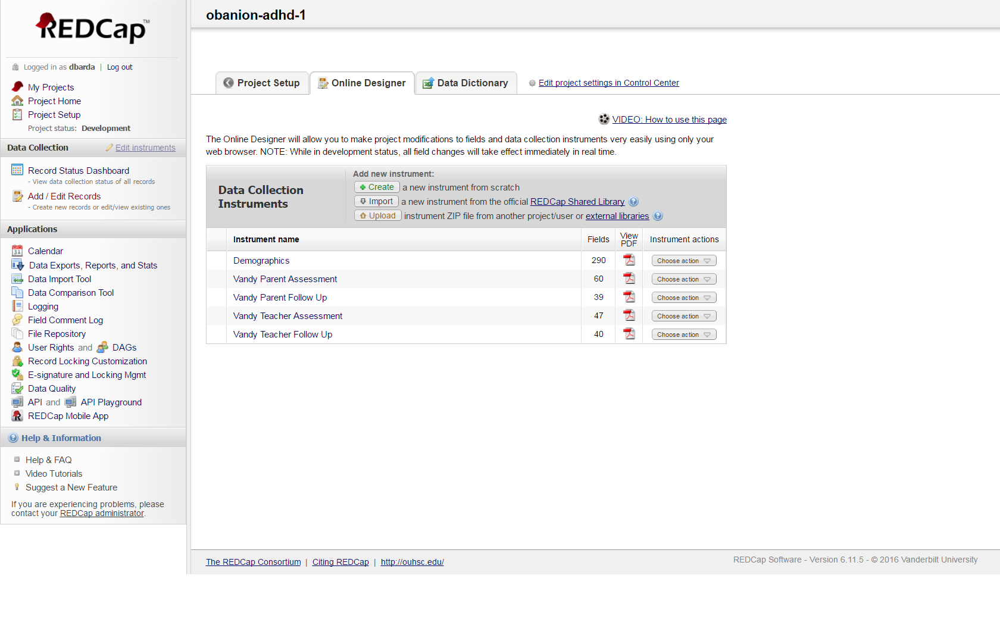 REDCap™
Logged in as dbarda | Log out
My Projects
Project Home
Project Setup
Project status: Development
Data Collection Edit instruments
Record Status Dashboard
- View data collection status of all records
Add / Edit Records
- Create new records or edit/view existing ones
Applications
Calendar
Data Exports, Reports, and Stats
Data Import Tool
Data Comparison Tool
Logging
Field Comment Log
File Repository
User Rights and DAGs
Record Locking Customization
E-signature and Locking Mgmt
Data Quality
API and API Playground
REDCap Mobile App
Help & Information
Help & FAQ
Video Tutorials
Suggest a New Feature
If you are experiencing problems, please
contact your REDCap administrator.
obanion-adhd-1
Project Setup Online Designer Data Dictionary Edit project settings in Control Center
VIDEO: How to use this page
The Online Designer will allow you to make project modifications to fields and data collection instruments very easily using only your
web browser. NOTE: While in development status, all field changes will take effect immediately in real time.
Data Collection
Instruments
Add new instrument:
Create a new instrument from scratch
Import a new instrument from the official REDCap Shared Library
Upload instrument ZIP file from another project/user or external libraries
Instrument name Fields View PDF Instrument actions
Demographics 290 Choose action
Vandy Parent Assessment 60 Choose action
Vandy Parent Follow Up 39 Choose action
Vandy Teacher Assessment 47 Choose action
Vandy Teacher Follow Up 40 Choose action
The REDCap Consortium | Citing REDCap | http://ouhsc.edu/
REDCap Software - Version 6.11.5 - © 2016 Vanderbilt University